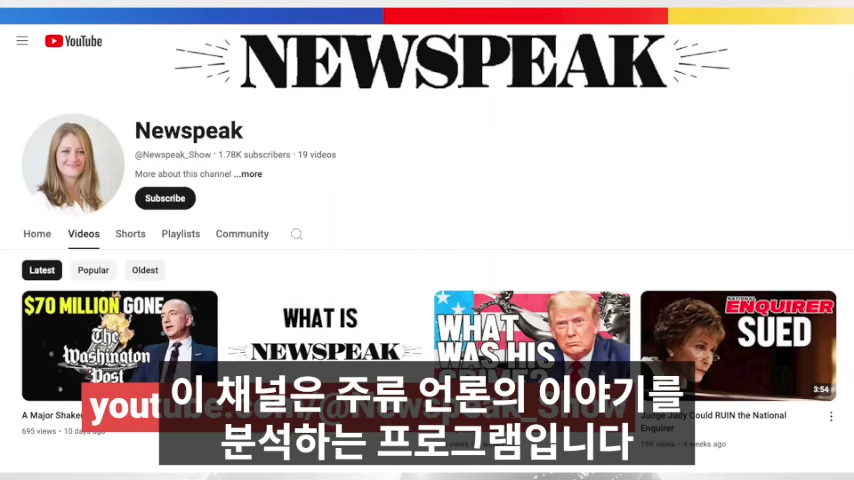 YouTube
NEWSPEAK
Newspeak
@Newspeak_Show · 1.78K subscribers · 19 videos
More about this channel ...more
Subscribe
Home Videos Shorts Playlists Community
Latest Popular Oldest
$70 MILLION GONE
The
Washington
Post
WHAT IS
NEWSPEAK
WHAT
WAS HIS
NATIONAL
ENQUIRER
SUED
3:54
A Major Shake
695 views · 10 days ago
Judge Judy Could RUIN the National
Enquirer
19K views · 4 weeks ago
youtube.com/@Newspeak_Show
이 채널은 주류 언론의 이야기를
분석하는 프로그램입니다